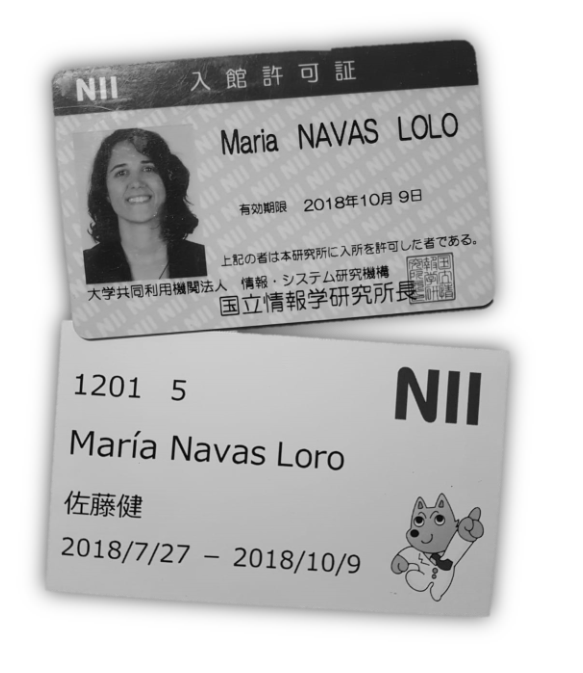 NII 入館許可証
Maria NAVAS LOLO
有効期限 2018年10月 9日
上記の者は本研究所に入所を許可した者である。
大学共同利用機関法人 情報・システム研究機構
国立情報学研究所長
1201 5
NII
María Navas Loro
佐藤健
2018/7/27 – 2018/10/9